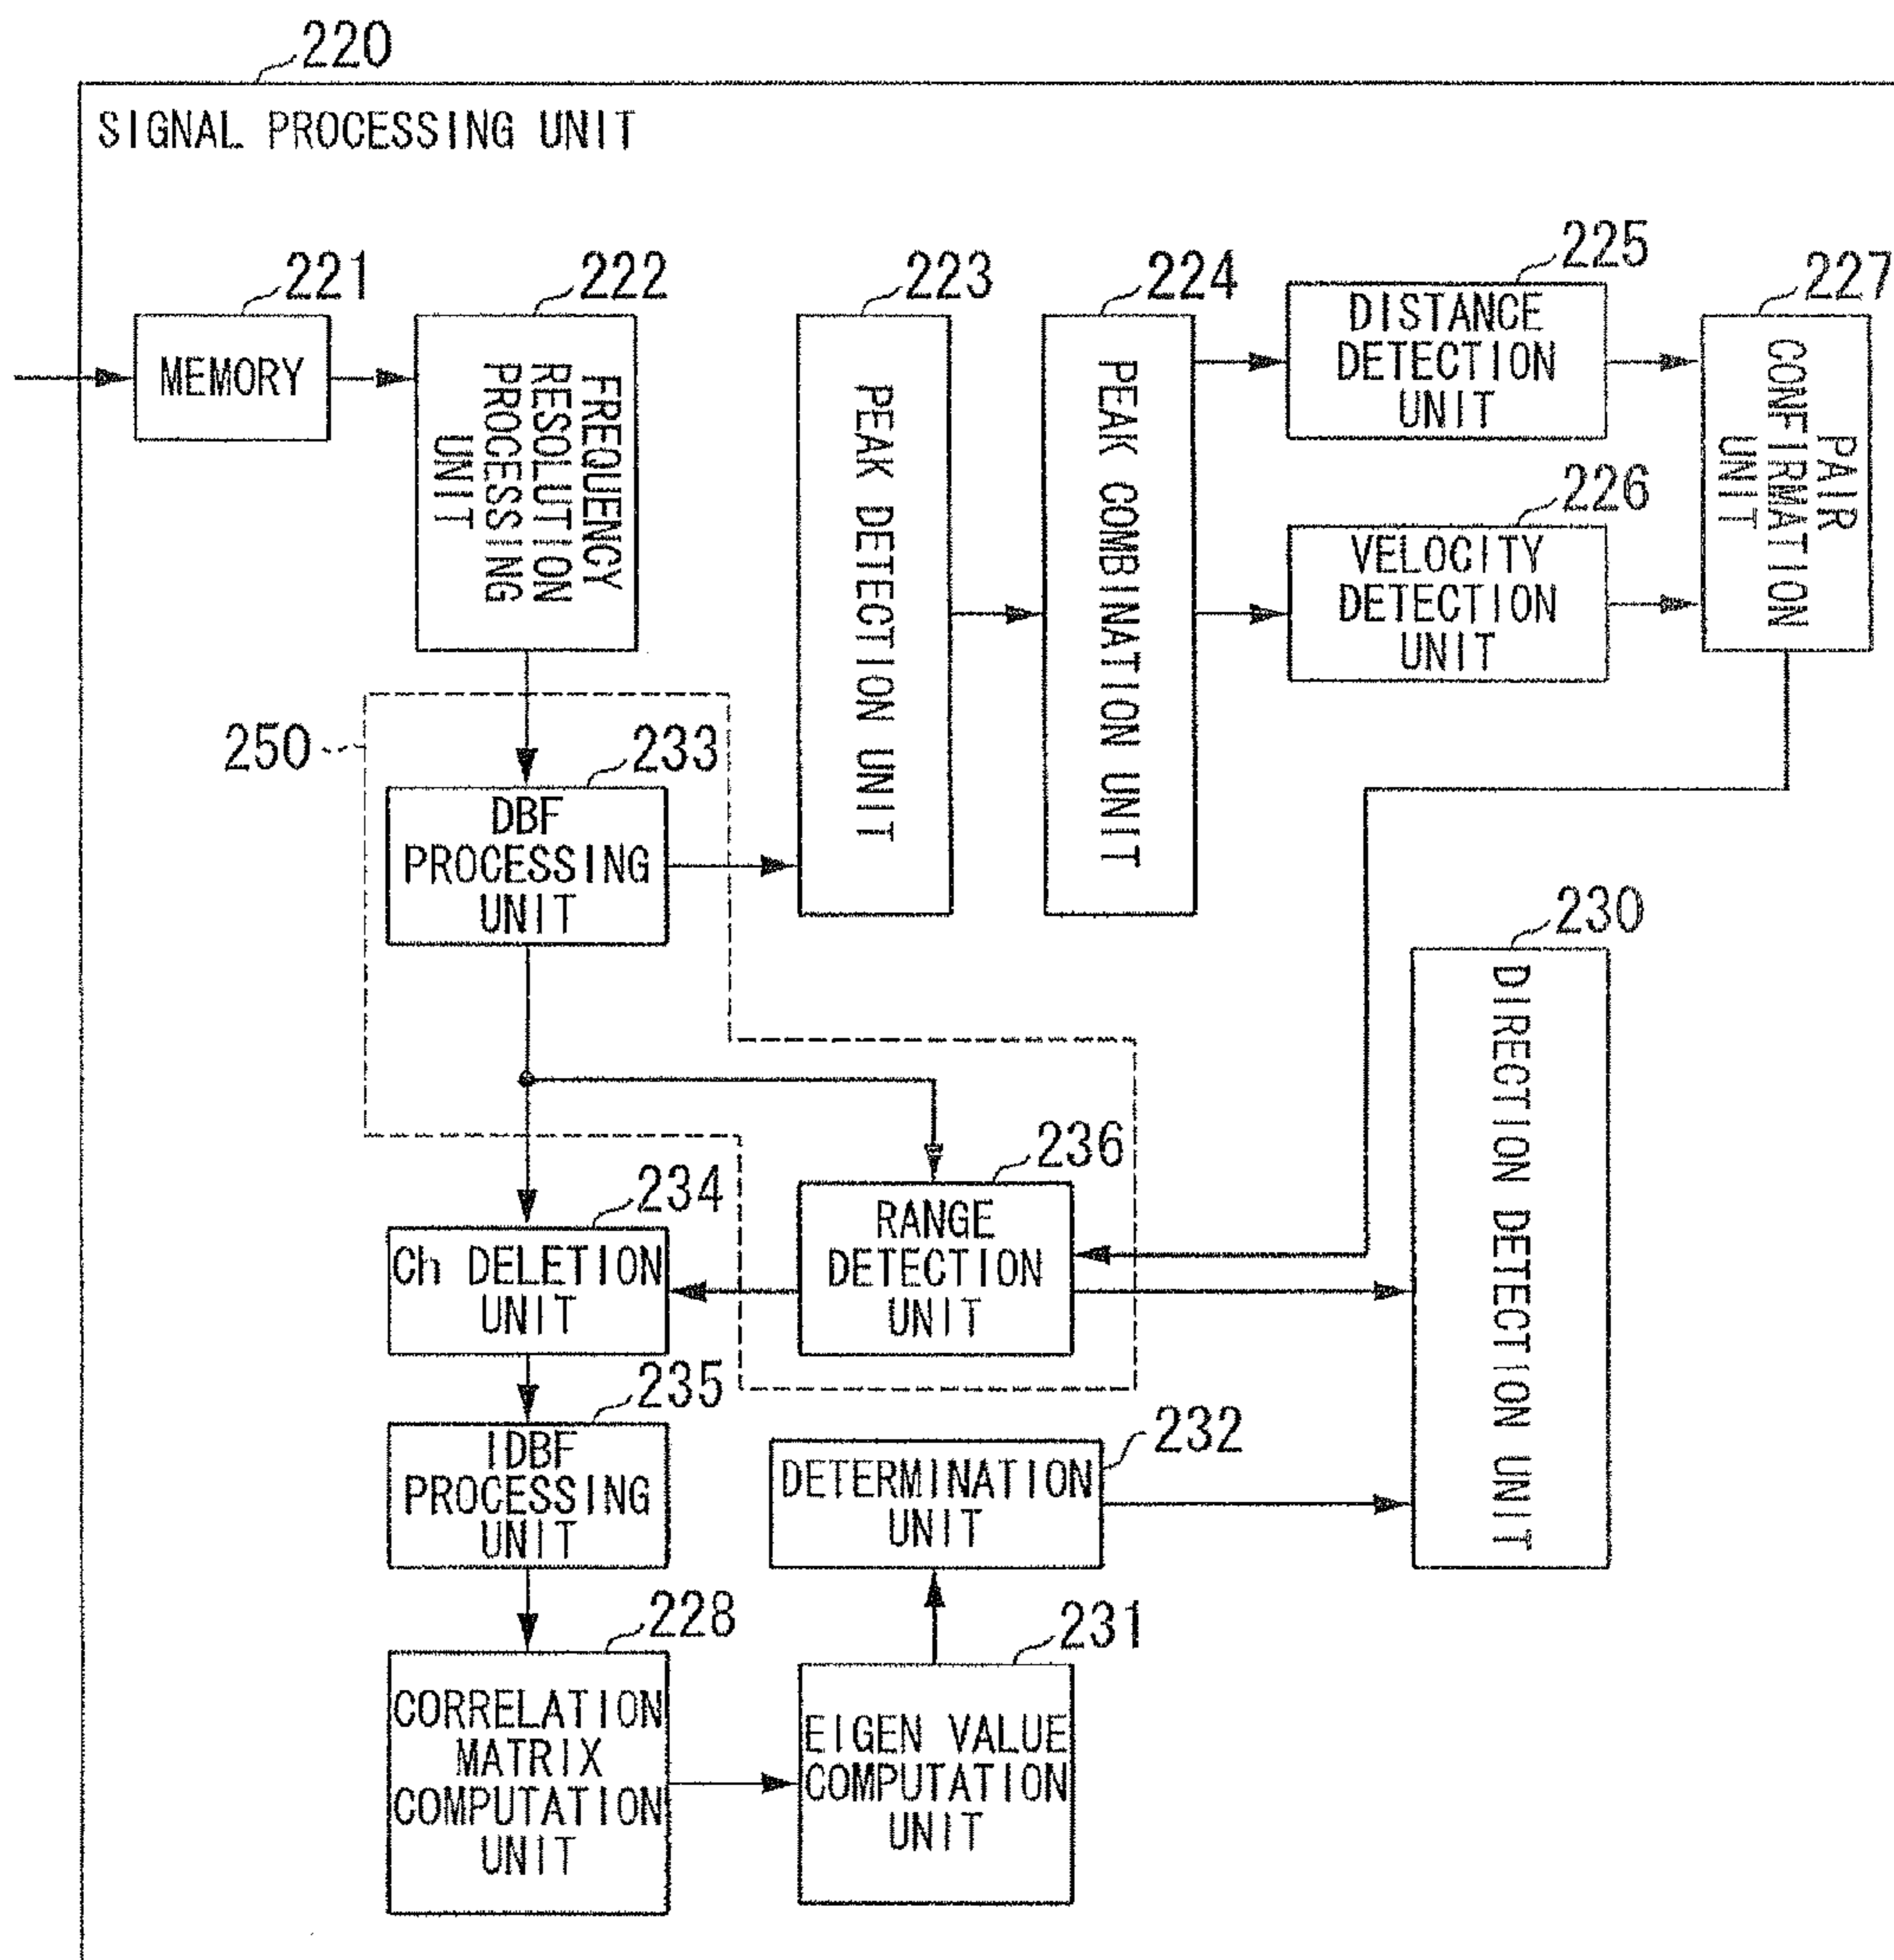 220
SIGNAL PROCESSING UNIT
221
MEMORY
222
FREQUENCY
RESOLUTION
PROCESSING
UNIT
223
PEAK DETECTION UNIT
224
PEAK COMBINATION UNIT
225
DISTANCE
DETECTION
UNIT
226
VELOCITY
DETECTION
UNIT
227
PAIR
CONFIRMATION
UNIT
250
233
DBF
PROCESSING
UNIT
230
DIRECTION DETECTION UNIT
236
RANGE
DETECTION
UNIT
234
Ch DELETION
UNIT
235
IDBF
PROCESSING
UNIT
232
DETERMINATION
UNIT
228
CORRELATION
MATRIX
COMPUTATION
UNIT
231
EIGEN VALUE
COMPUTATION
UNIT